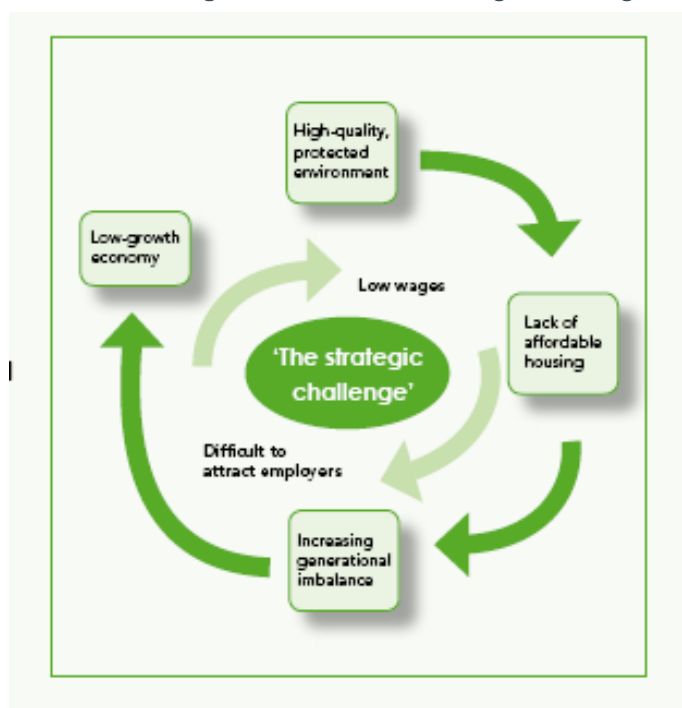 High-quality,
protected
environment
Low-growth
economy
Low wages
Lack of
affordable
housing
'The strategic
challenge'
Difficult to
attract employers
Increasing
generational
imbalance